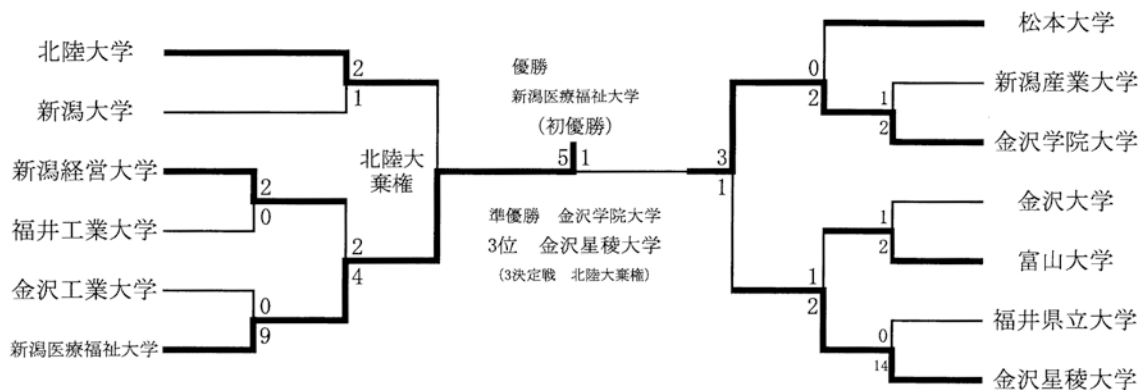 北陸大学
新潟大学
新潟経営大学
福井工業大学
金沢工業大学
新潟医療福祉大学
2
1
2
0
0
9
2
4
北陸大
棄権
優勝
新潟医療福祉大学
(初優勝)
5 1
準優勝 金沢学院大学
3位 金沢星稜大学
(3決定戦 北陸大棄権)
3
1
0
2
1
2
1
2
1
2
0
14
松本大学
新潟産業大学
金沢学院大学
金沢大学
富山大学
福井県立大学
金沢星稜大学